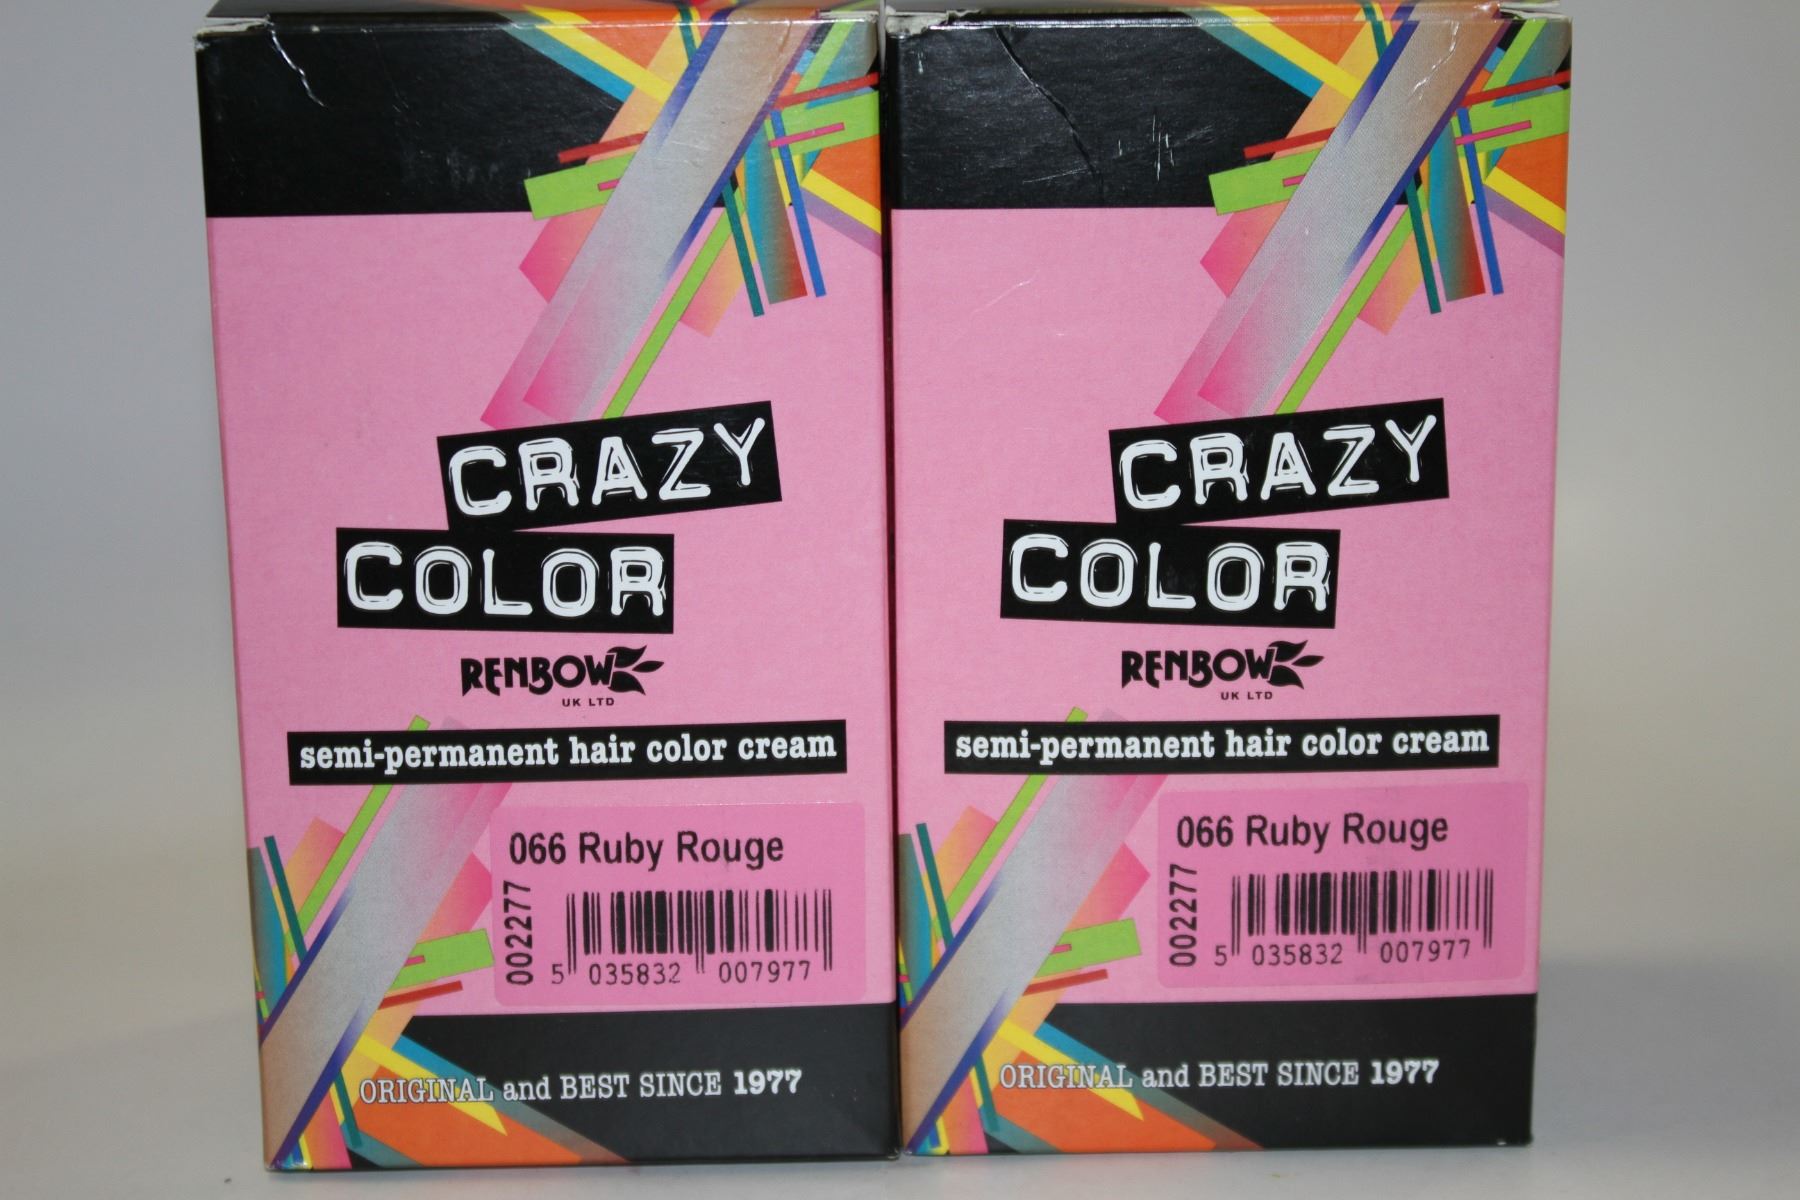 CRAZY
COLOR
RENBOW
UK LTD
semi-permanent hair color cream
066 Ruby Rouge
002277
5 035832 007977
ORIGINAL and BEST SINCE 1977
CRAZY
COLOR
RENBOW
UK LTD
semi-permanent hair color cream
066 Ruby Rouge
002277
5 035832 007977
ORIGINAL and BEST SINCE 1977